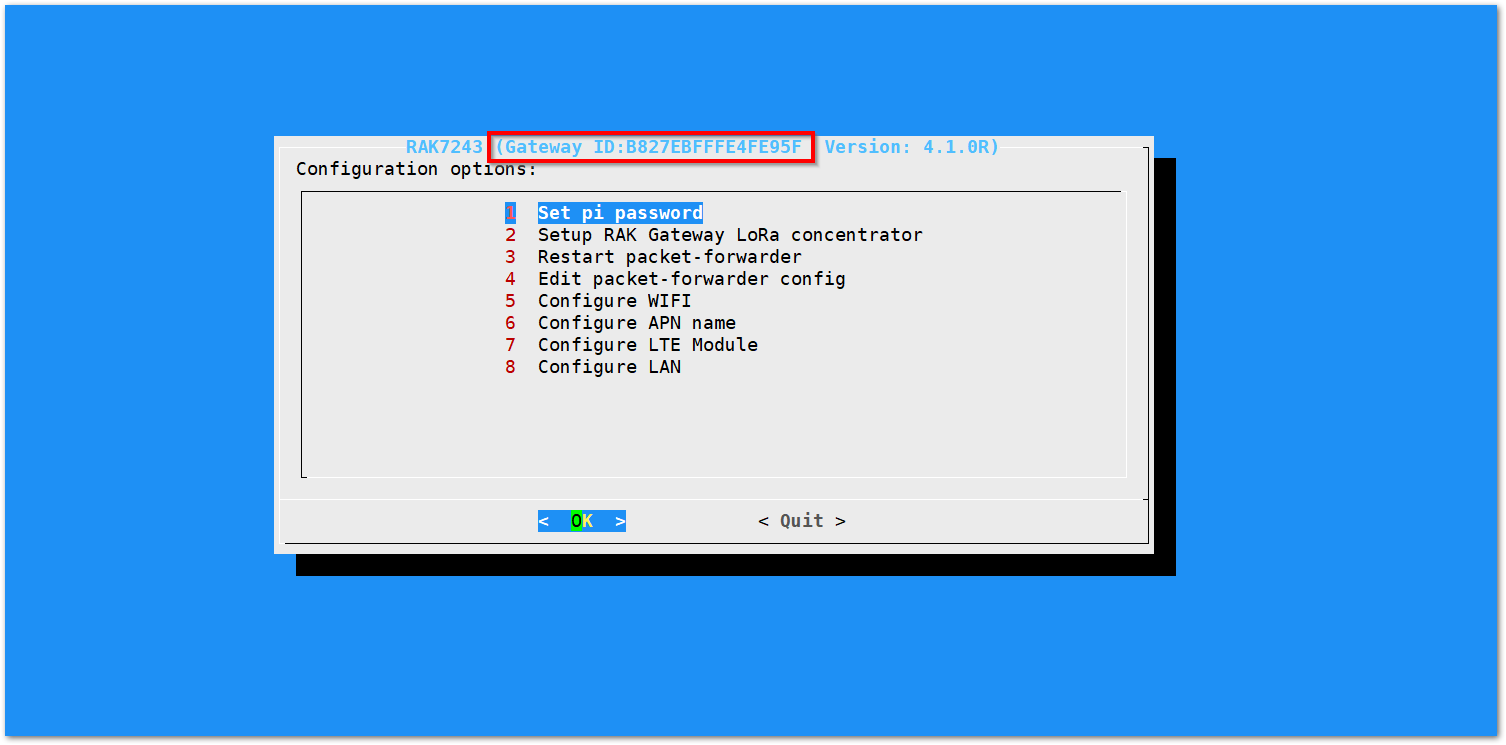 RAK7243 (Gateway ID:B827EBFFFE4FE95F Version: 4.1.0R)
Configuration options:
1 Set pi password
2 Setup RAK Gateway LoRa concentrator
3 Restart packet-forwarder
4 Edit packet-forwarder config
5 Configure WIFI
6 Configure APN name
7 Configure LTE Module
8 Configure LAN
< OK > < Quit >